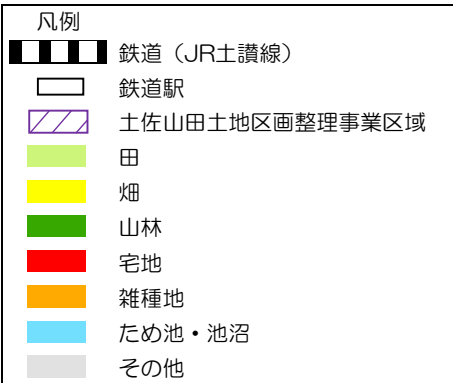 凡例
鉄道（JR土讃線）
鉄道駅
土佐山田土地区画整理事業区域
田
畑
山林
宅地
雑種地
ため池・池沼
その他